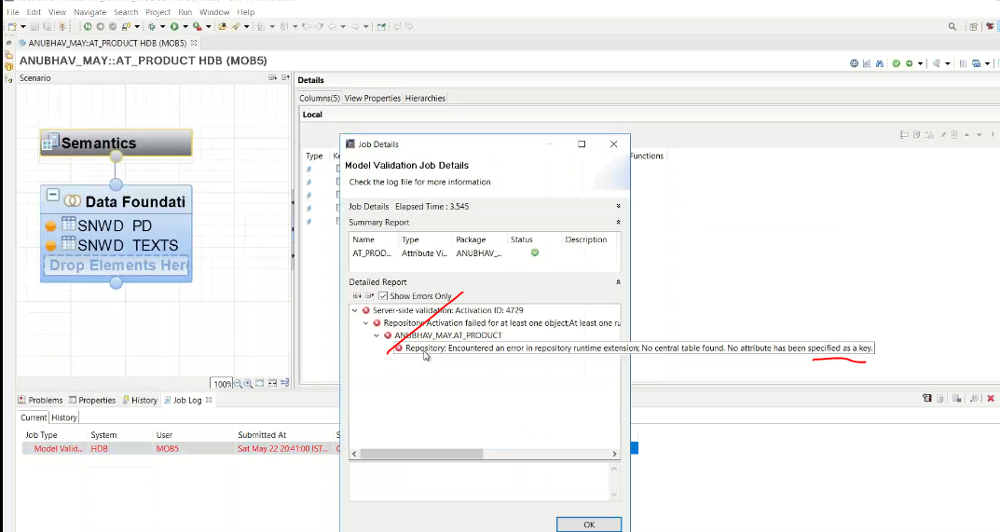 File Edit View Navigate Search Project Run Window Help
ANUBHAV_MAY::AT_PRODUCT HDB (MOB5)
ANUBHAV_MAY::AT_PRODUCT HDB (MOB5)
Scenario
Details
Columns(5) View Properties Hierarchies
Local
Type Ke Functions
Semantics
Data Foundati
SNWD PD
SNWD TEXTS
Drop Elements Her
100%
Job Details
Model Validation Job Details
Check the log file for more information
Job Details Elapsed Time : 3.545
Summary Report
Name Type Package Status Description
AT_PROD... Attribute Vi... ANUBHAV_...
Detailed Report
Show Errors Only
Server-side validation: Activation ID: 4729
Repository: Activation failed for at least one object;At least one ru
ANUBHAV_MAY.AT_PRODUCT
Repository: Encountered an error in repository runtime extension; No central table found. No attribute has been specified as a key.
OK
Problems Properties History Job Log
Current History
Job Type System User Submitted At S
Model Valid... HDB MOB5 Sat May 22 20:41:00 IST...